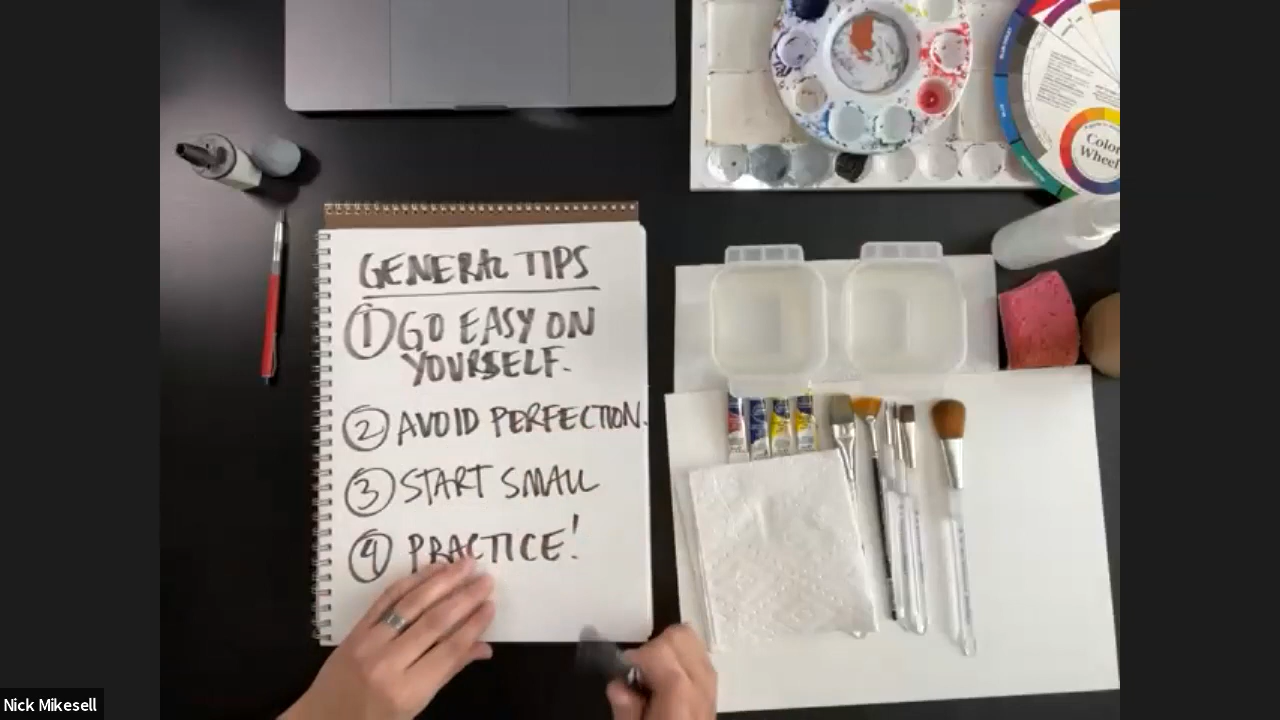 GENERAL TIPS
1 GO EASY ON
YOURSELF.
2 AVOID PERFECTION.
3 START SMALL
4 PRACTICE!
Color
Wheel
Nick Mikesell